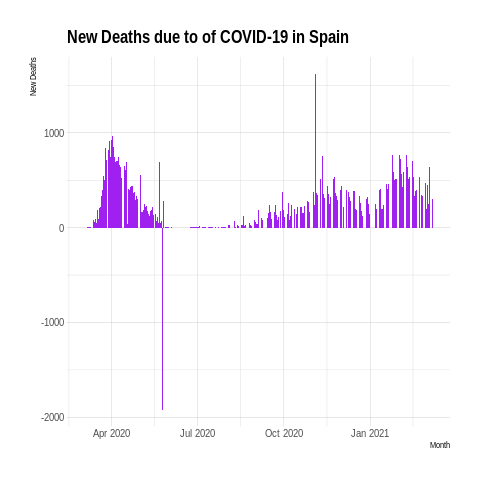 New Deaths due to of COVID-19 in Spain
New Deaths
1000
0
-1000
-2000
Apr 2020
Jul 2020
Oct 2020
Jan 2021
Month